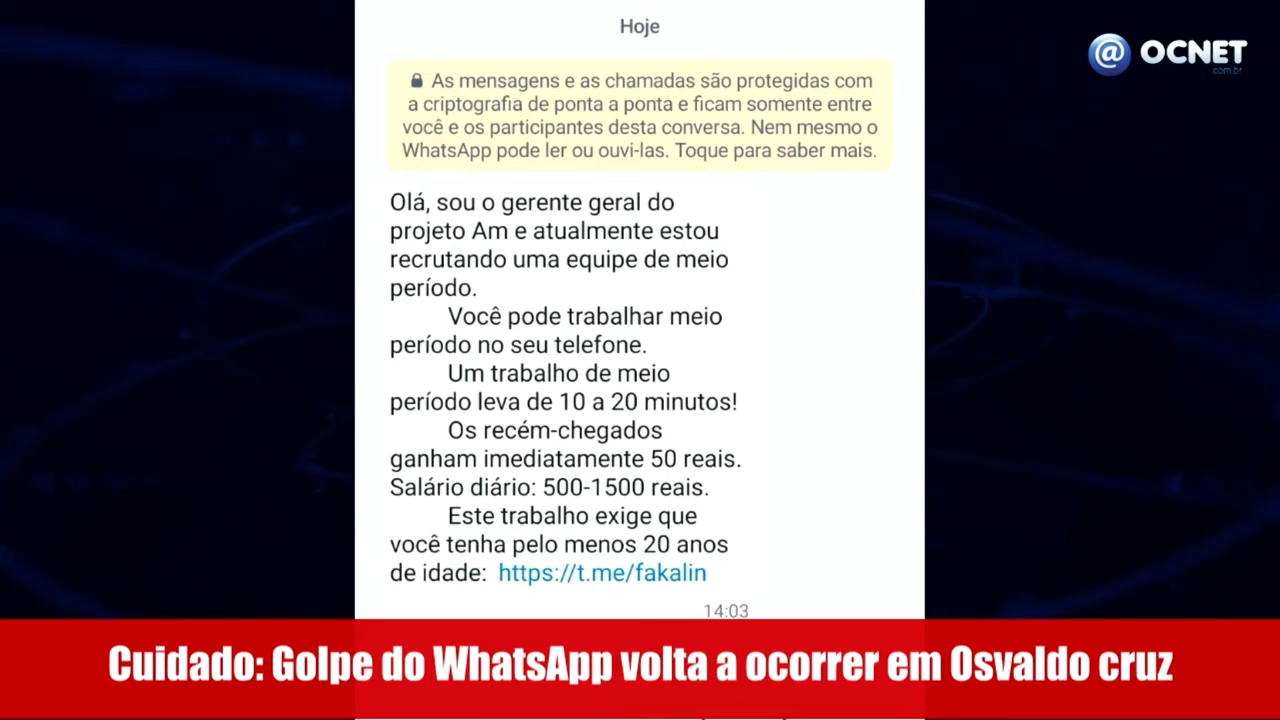 Hoje
@ OCNET
.com.br
As mensagens e as chamadas são protegidas com
a criptografia de ponta a ponta e ficam somente entre
você e os participantes desta conversa. Nem mesmo o
WhatsApp pode ler ou ouvi-las. Toque para saber mais.
Olá, sou o gerente geral do
projeto Am e atualmente estou
recrutando uma equipe de meio
período.
Você pode trabalhar meio
período no seu telefone.
Um trabalho de meio
período leva de 10 a 20 minutos!
Os recém-chegados
ganham imediatamente 50 reais.
Salário diário: 500-1500 reais.
Este trabalho exige que
você tenha pelo menos 20 anos
de idade: https://t.me/fakalin
14:03
Cuidado: Golpe do WhatsApp volta a ocorrer em Osvaldo cruz